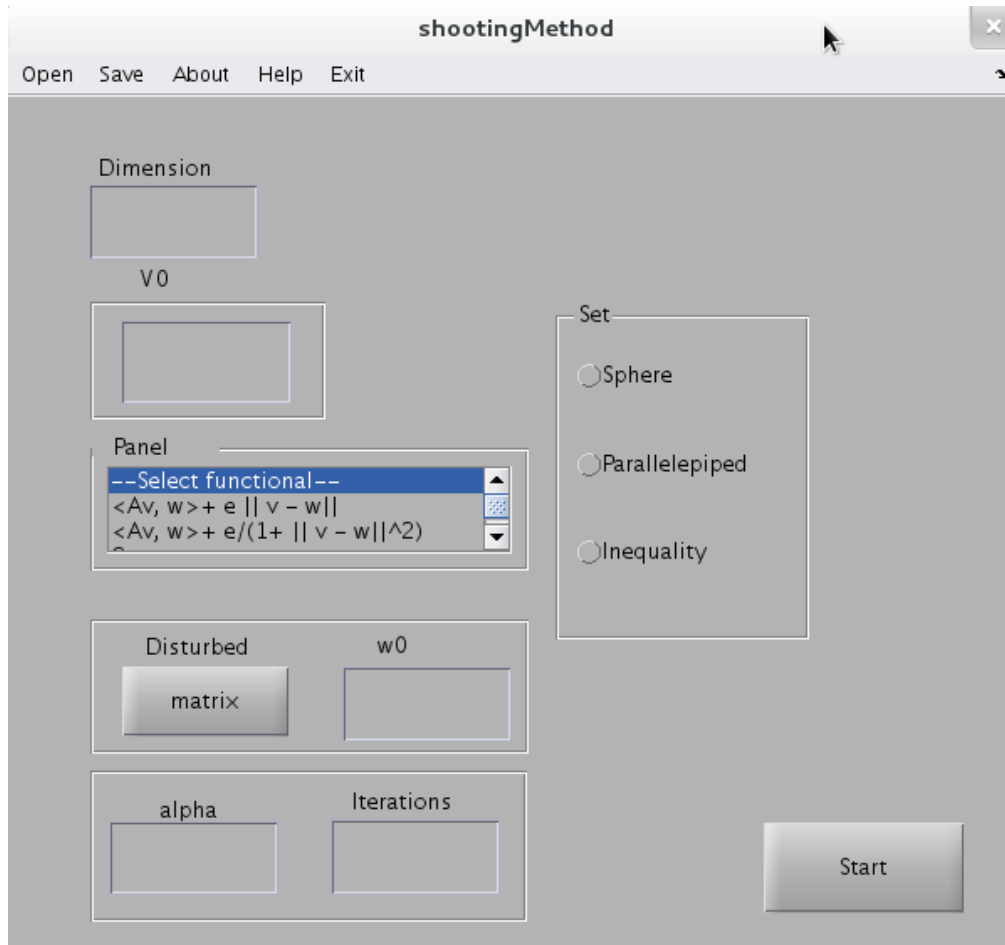 shootingMethod
Open Save About Help Exit
Dimension
V0
Set
Sphere
Parallelepiped
Inequality
Panel
--Select functional--
<Av, w>+ e || v - w||
<Av, w>+ e/(1+ || v - w||^2)
Disturbed
w0
matrix
alpha
Iterations
Start